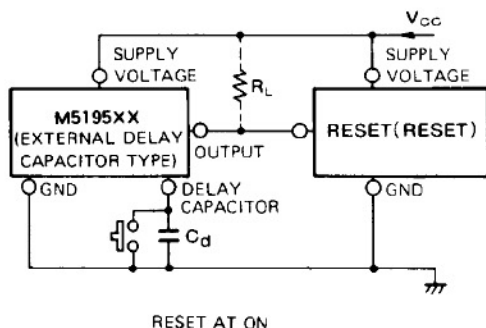 Vcc
SUPPLY
VOLTAGE
SUPPLY
VOLTAGE
RL
M5195XX
(EXTERNAL DELAY
CAPACITOR TYPE)
OUTPUT
RESET(RESET)
GND
DELAY
CAPACITOR
GND
Cd
RESET AT ON